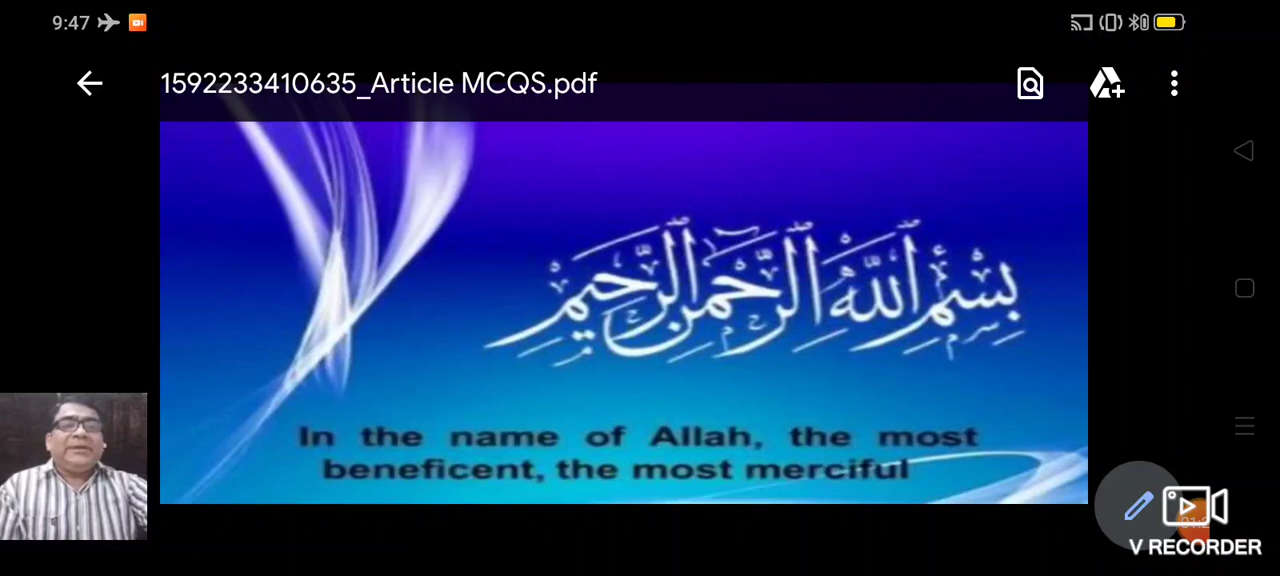 9:47
1592233410635_Article MCQS.pdf
بِسْمِ اللهِ الرَّحْمٰنِ الرَّحِيْمِ
In the name of Allah, the most
beneficent, the most merciful
V RECORDER